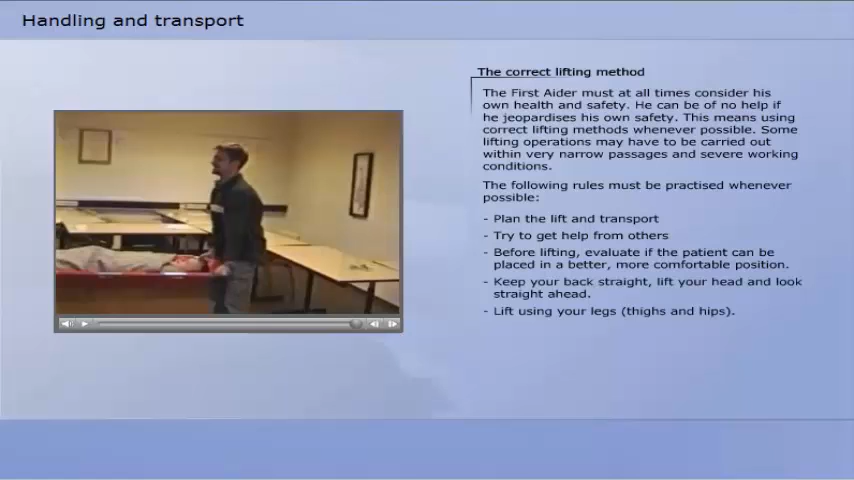 Handling and transport
The correct lifting method
The First Aider must at all times consider his
own health and safety. He can be of no help if
he jeopardises his own safety. This means using
correct lifting methods whenever possible. Some
lifting operations may have to be carried out
within very narrow passages and severe working
conditions.
The following rules must be practised whenever
possible:
- Plan the lift and transport
- Try to get help from others
- Before lifting, evaluate if the patient can be
placed in a better, more comfortable position.
- Keep your back straight, lift your head and look
straight ahead.
- Lift using your legs (thighs and hips).